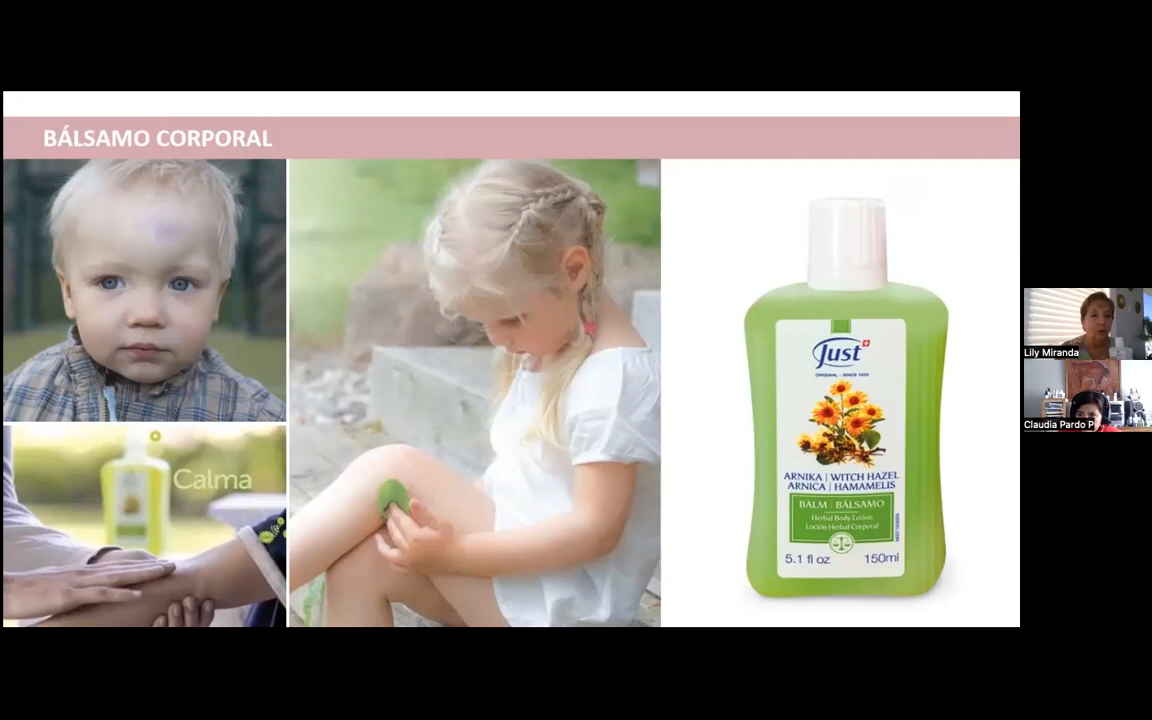 BÁLSAMO CORPORAL
Calma
Just
ORIGINAL - SINCE 1930
ARNIKA | WITCH HAZEL
ARNICA | HAMAMELIS
BALM | BÁLSAMO
Herbal Body Lotion
Loción Herbal Corporal
5.1 fl oz 150ml
Lily Miranda
Claudia Pardo P